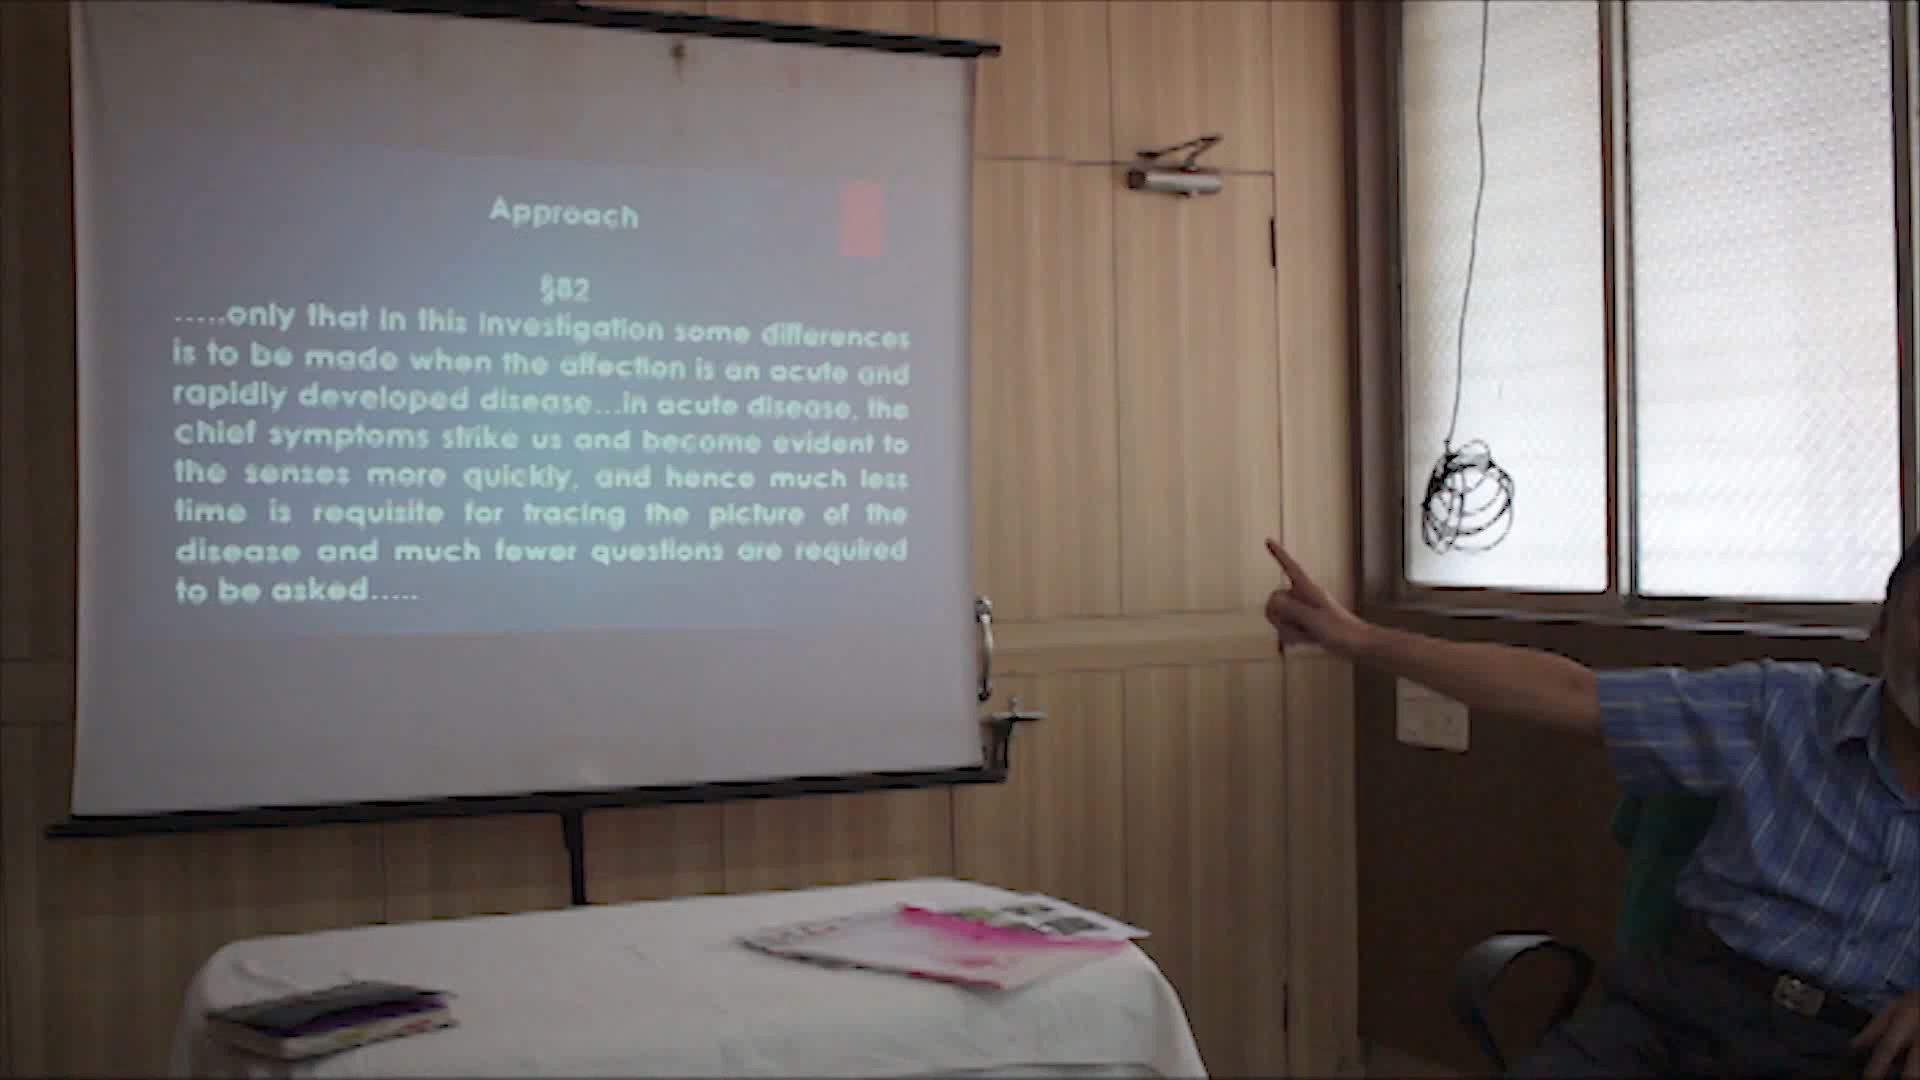 Approach
§82
.....only that in this investigation some differences
is to be made when the affection is an acute and
rapidly developed disease...in acute disease, the
chief symptoms strike us and become evident to
the senses more quickly, and hence much less
time is requisite for tracing the picture of the
disease and much fewer questions are required
to be asked.....